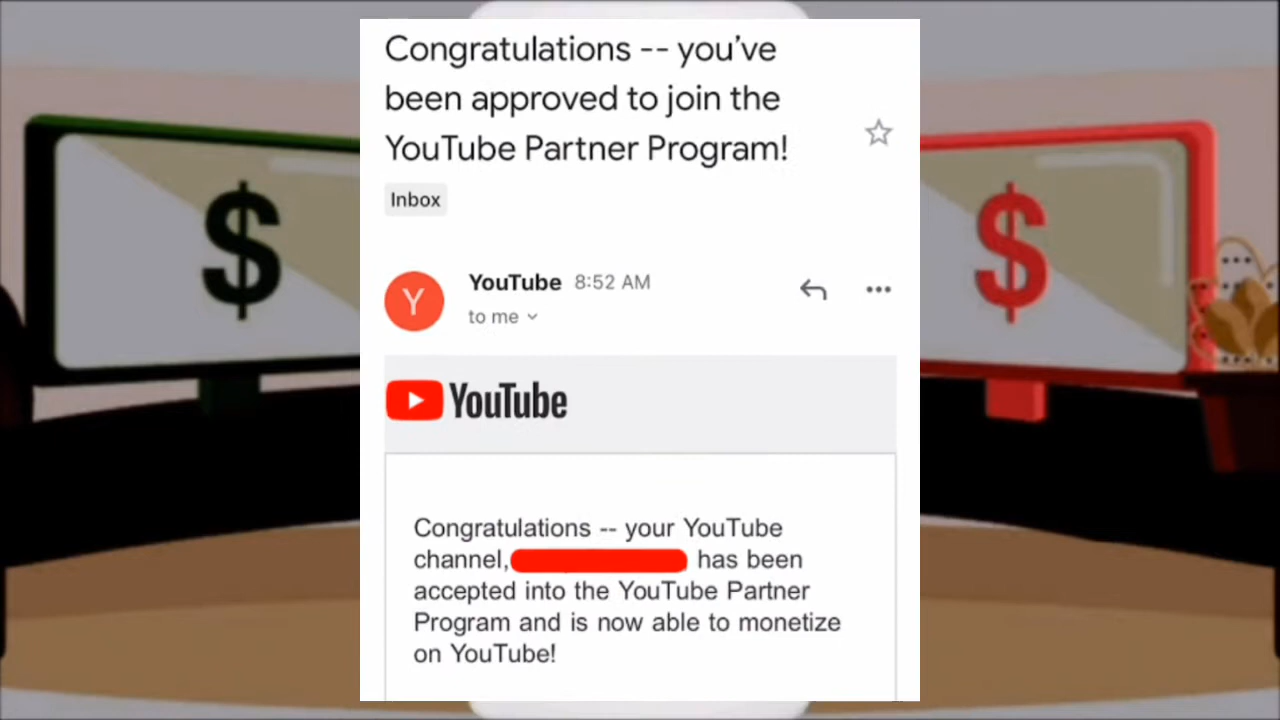 Congratulations -- you’ve
been approved to join the
YouTube Partner Program!
Inbox
Y
YouTube 8:52 AM
to me
YouTube
Congratulations -- your YouTube
channel, has been
accepted into the YouTube Partner
Program and is now able to monetize
on YouTube!
$
$